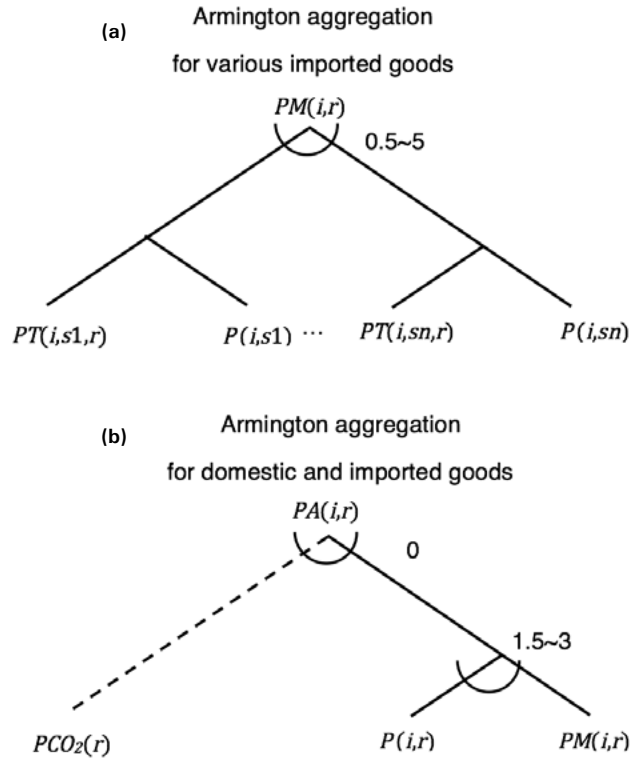 (a)
Armington aggregation
for various imported goods
PM(i,r)
0.5~5
PT(i,s1,r) P(i,s1) ··· PT(i,sn,r) P(i,sn)
(b)
Armington aggregation
for domestic and imported goods
PA(i,r)
0
1.5~3
PCO₂(r) P(i,r) PM(i,r)